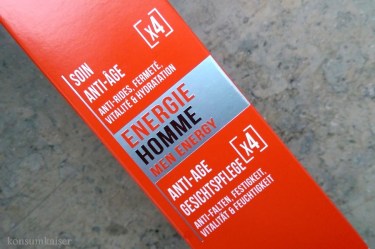 SOIN
ANTI-ÂGE
[x4]
ANTI-RIDES, FERMETÉ,
VITALITÉ & HYDRATATION
ENERGIE
HOMME
MEN ENERGY
ANTI-AGE
GESICHTSPFLEGE
[x4]
ANTI-FALTEN, FESTIGKEIT,
VITALITÄT & FEUCHTIGKEIT
konsumkaiser